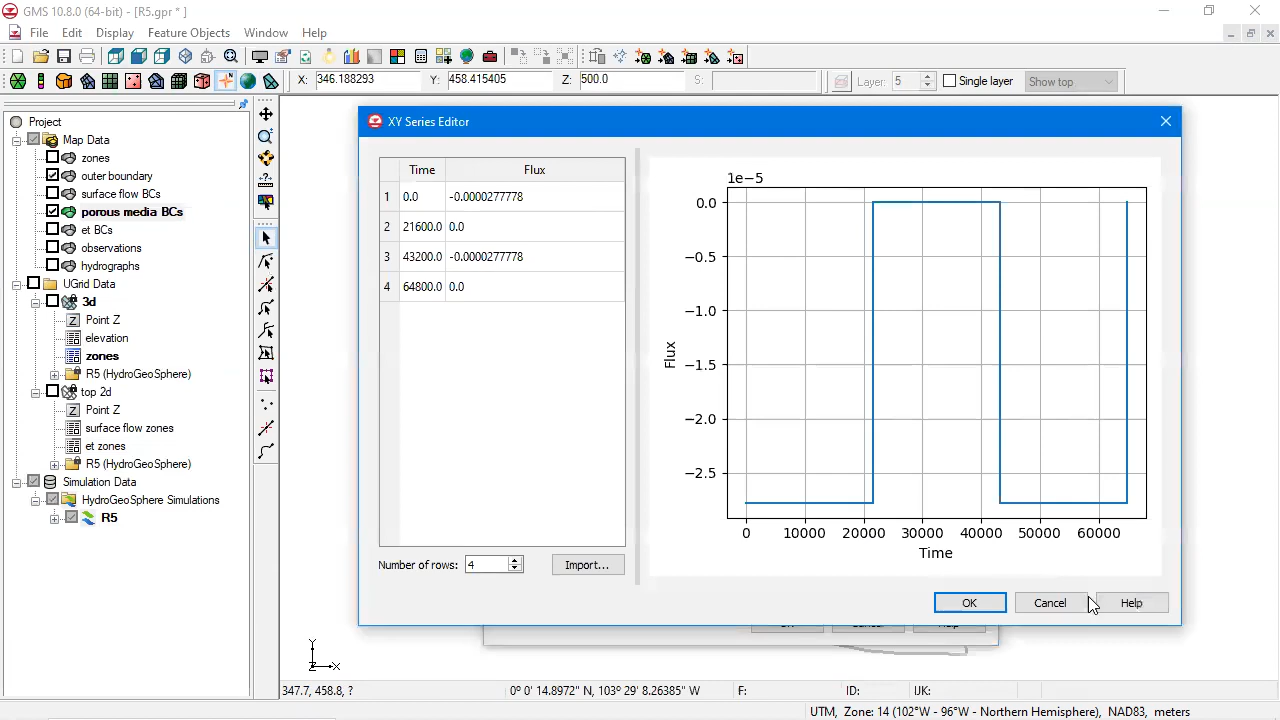 GMS 10.8.0 (64-bit) - [R5.gpr * ]
File Edit Display Feature Objects Window Help
X: 346.188293 Y: 458.415405 Z: 500.0 S: Layer: 5 Single layer Show top
Project
Map Data
zones
outer boundary
surface flow BCs
porous media BCs
et BCs
observations
hydrographs
UGrid Data
3d
Point Z
elevation
zones
R5 (HydroGeoSphere)
top 2d
Point Z
surface flow zones
et zones
R5 (HydroGeoSphere)
Simulation Data
HydroGeoSphere Simulations
R5
XY Series Editor
Time Flux
1 0.0 -0.0000277778
2 21600.0 0.0
3 43200.0 -0.0000277778
4 64800.0 0.0
Number of rows: 4 Import...
1e−5
0.0
−0.5
−1.0
−1.5
−2.0
−2.5
Flux
0 10000 20000 30000 40000 50000 60000
Time
OK Cancel Help
347.7, 458.8, ? 0º 0' 14.8972" N, 103º 29' 8.26385" W F: ID: IJK:
UTM, Zone: 14 (102°W - 96°W - Northern Hemisphere), NAD83, meters